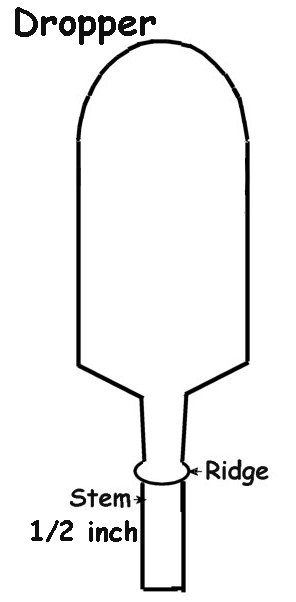 Dropper
Ridge
Stem
1/2 inch